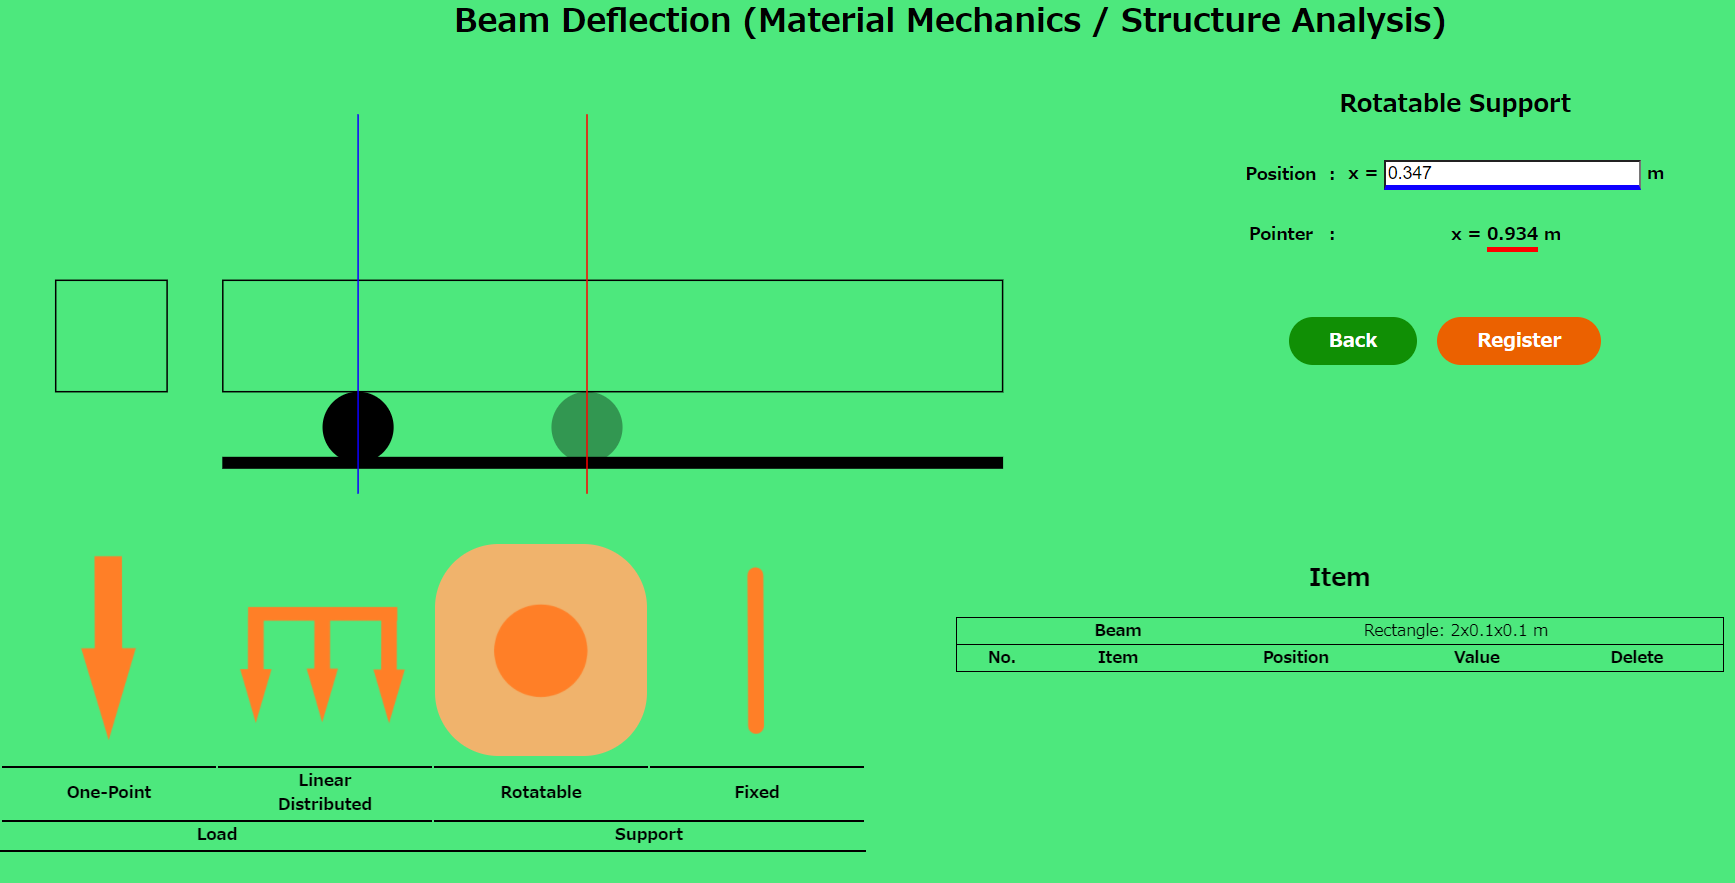 Beam Deflection (Material Mechanics / Structure Analysis)
Rotatable Support
Position : x = 0.347 m
Pointer : x = 0.934 m
Back Register
Item
Beam Rectangle: 2x0.1x0.1 m
No. Item Position Value Delete
One-Point
Linear
Distributed
Rotatable
Fixed
Load
Support